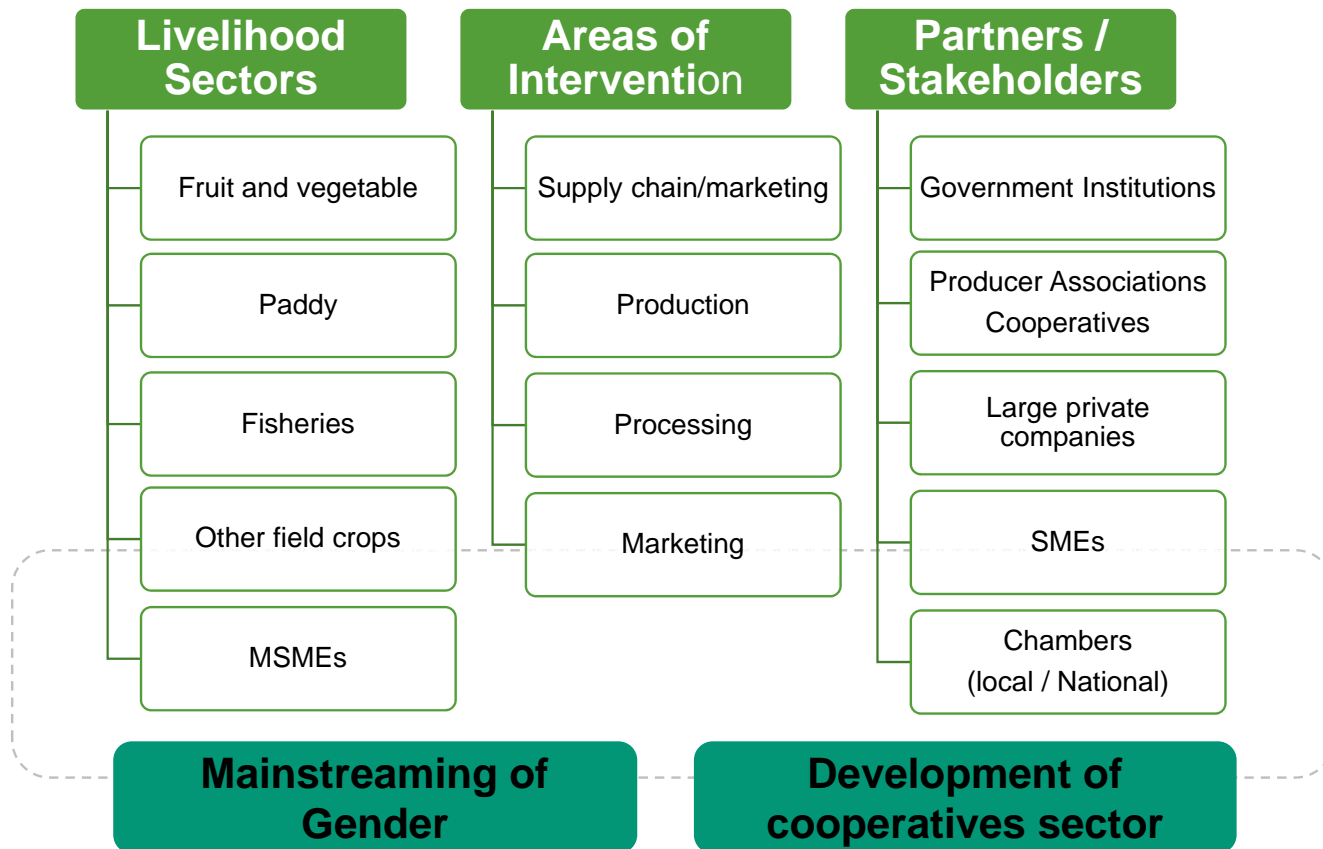 Livelihood
Sectors
Fruit and vegetable
Paddy
Fisheries
Other field crops
MSMEs
Areas of
Intervention
Supply chain/marketing
Production
Processing
Marketing
Partners /
Stakeholders
Government Institutions
Producer Associations
Cooperatives
Large private
companies
SMEs
Chambers
(local / National)
Mainstreaming of
Gender
Development of
cooperatives sector